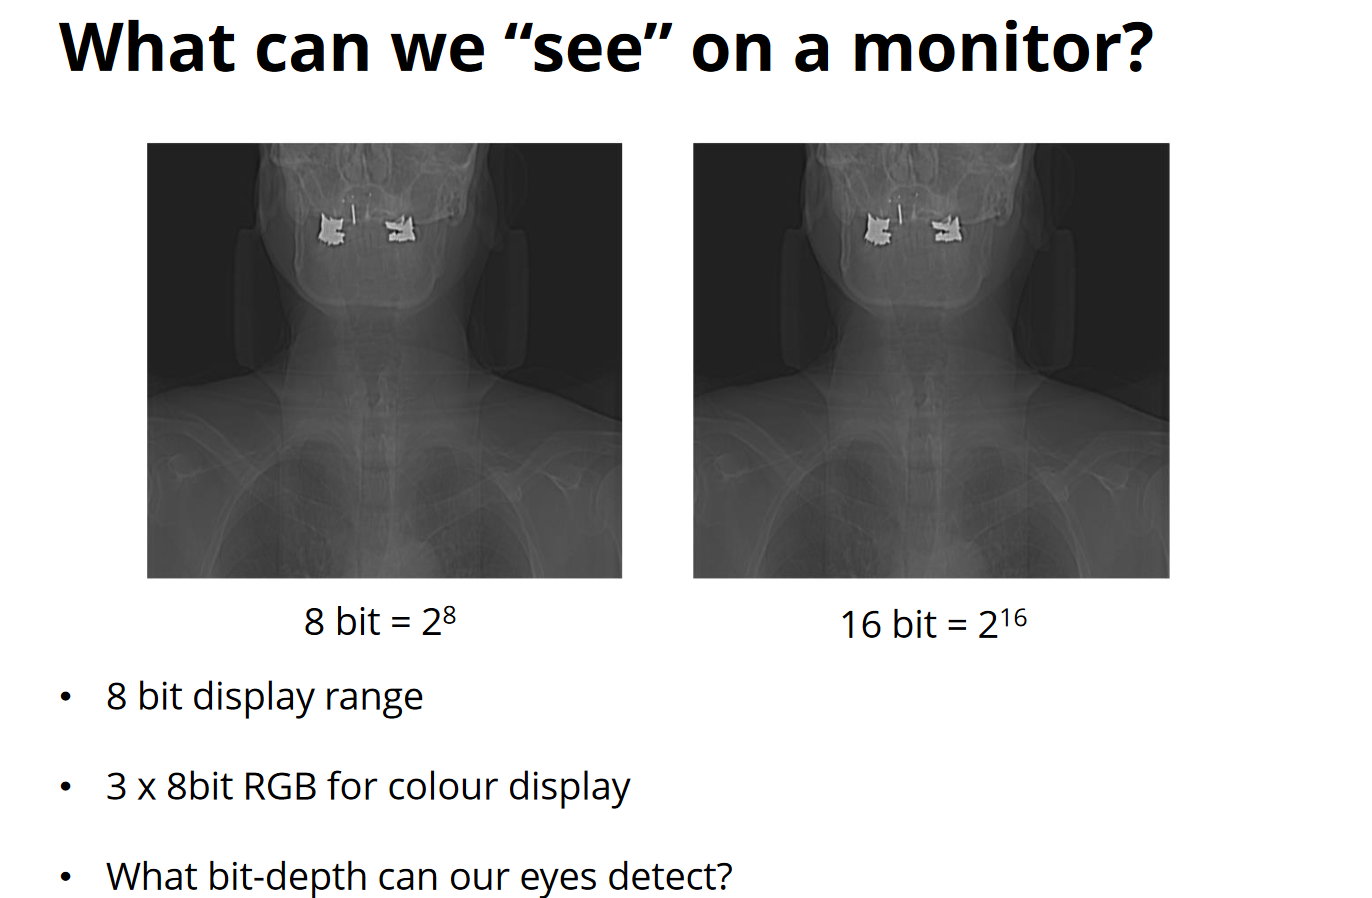 What can we “see” on a monitor?
8 bit = 2⁸
16 bit = 2¹⁶
• 8 bit display range
• 3 x 8bit RGB for colour display
• What bit-depth can our eyes detect?